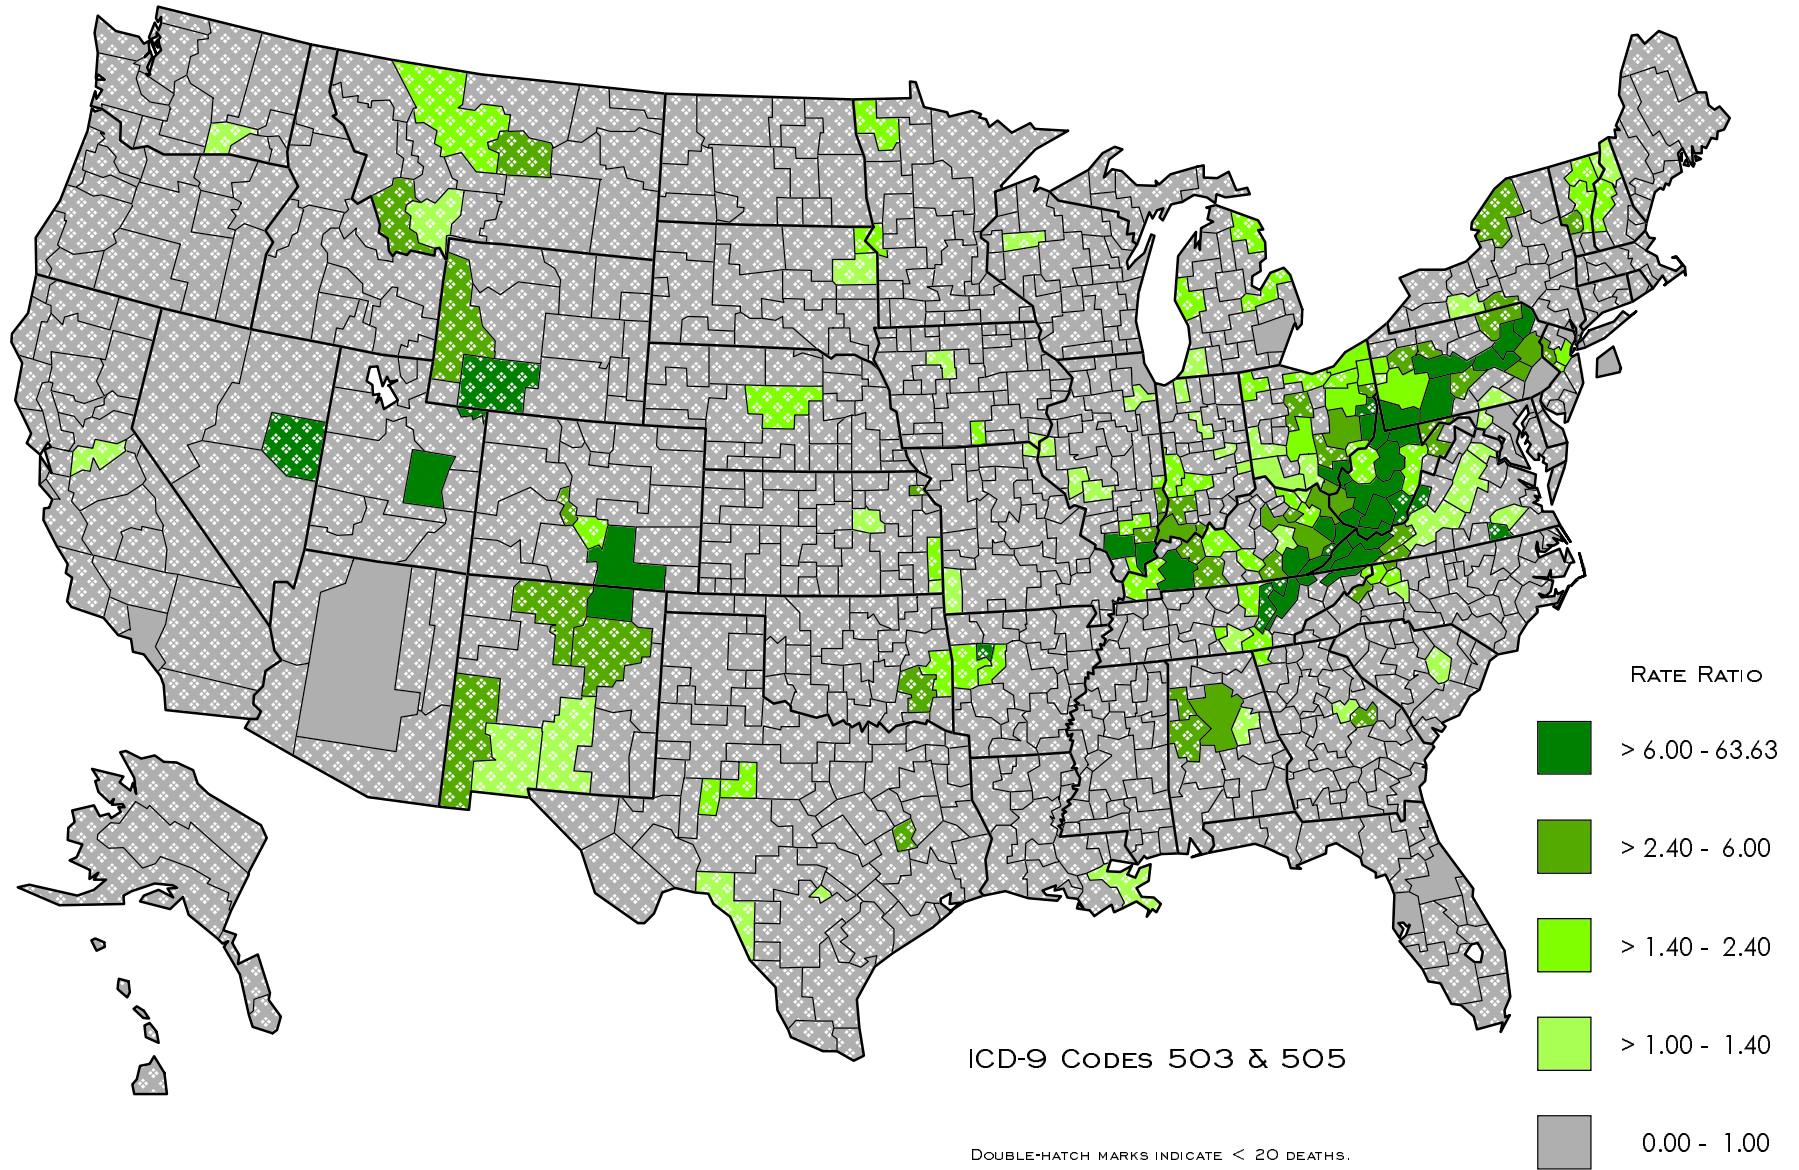 RATE RATIO
> 6.00 - 63.63
> 2.40 - 6.00
> 1.40 - 2.40
> 1.00 - 1.40
0.00 - 1.00
ICD-9 CODES 503 & 505
DOUBLE-HATCH MARKS INDICATE < 20 DEATHS.